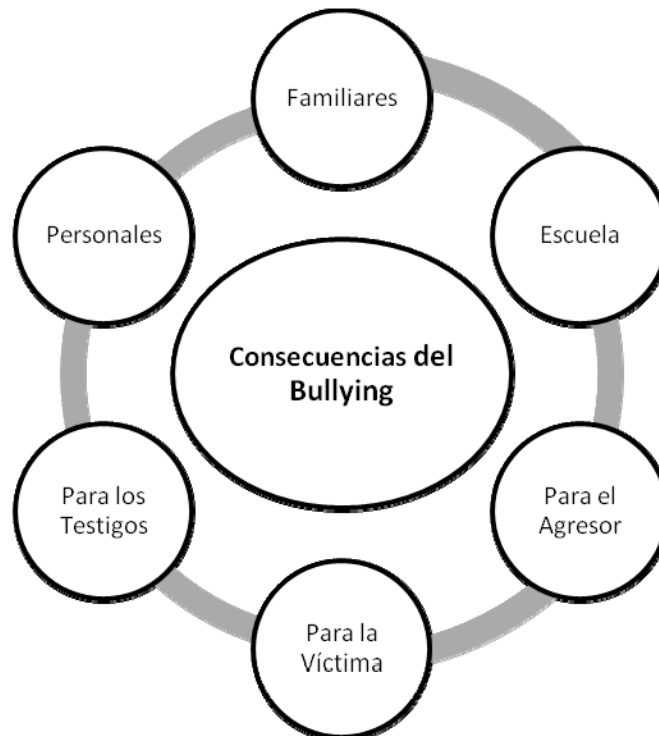 Familiares
Personales
Escuela
Consecuencias del
Bullying
Para los
Testigos
Para el
Agresor
Para la
Víctima